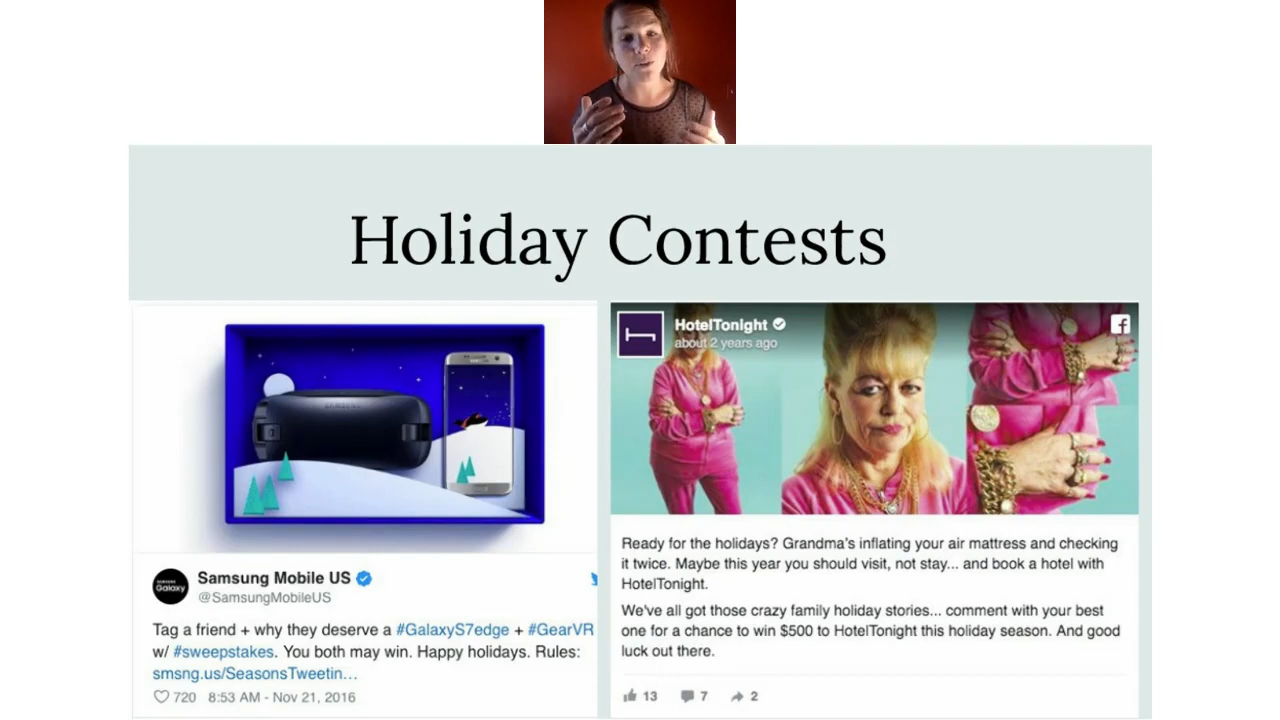 Holiday Contests
SAMSUNG
SAMSUNG
Galaxy
Samsung Mobile US
@SamsungMobileUS
Tag a friend + why they deserve a #GalaxyS7edge + #GearVR
w/ #sweepstakes. You both may win. Happy holidays. Rules:
smsng.us/SeasonsTweetin…
720 8:53 AM - Nov 21, 2016
HotelTonight
about 2 years ago
Ready for the holidays? Grandma's inflating your air mattress and checking
it twice. Maybe this year you should visit, not stay... and book a hotel with
HotelTonight.
We've all got those crazy family holiday stories... comment with your best
one for a chance to win $500 to HotelTonight this holiday season. And good
luck out there.
13 7 2